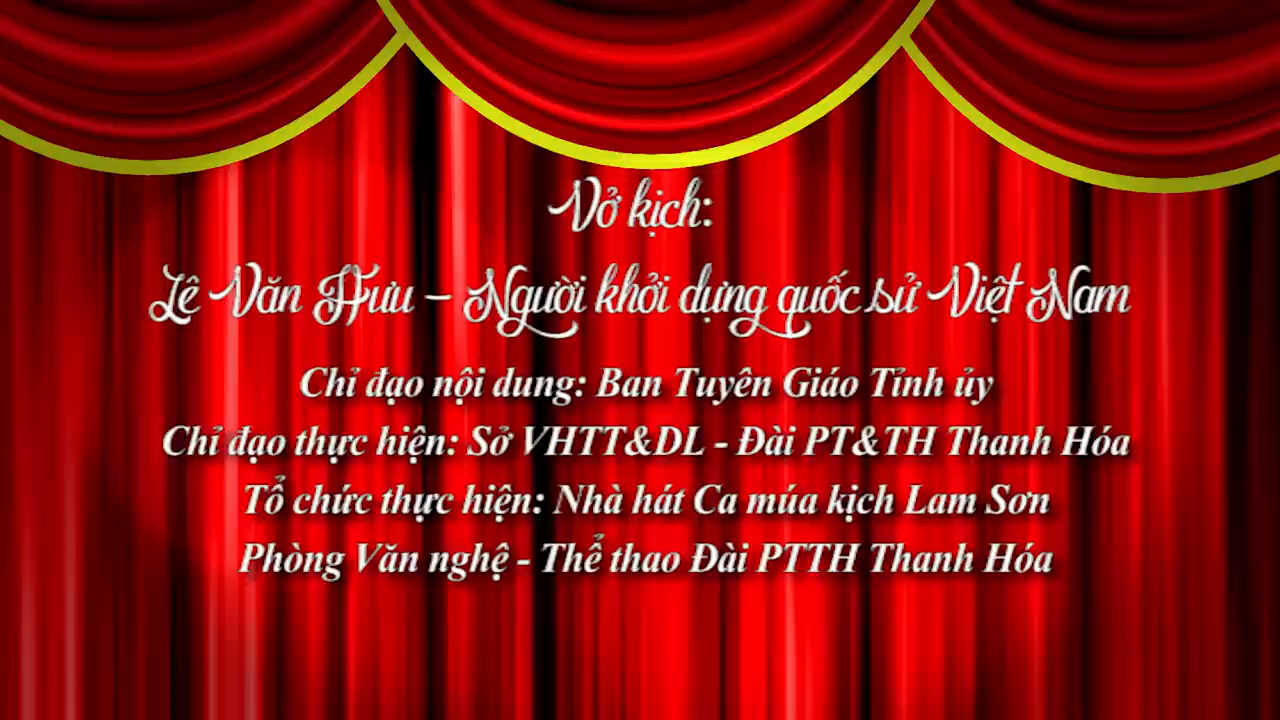 Vở kịch:
Lê Văn Hưu – Người khởi dựng quốc sử Việt Nam
Chỉ đạo nội dung: Ban Tuyên Giáo Tỉnh ủy
Chỉ đạo thực hiện: Sở VHTT&DL - Đài PT&TH Thanh Hóa
Tổ chức thực hiện: Nhà hát Ca múa kịch Lam Sơn
Phòng Văn nghệ - Thể thao Đài PTTH Thanh Hóa